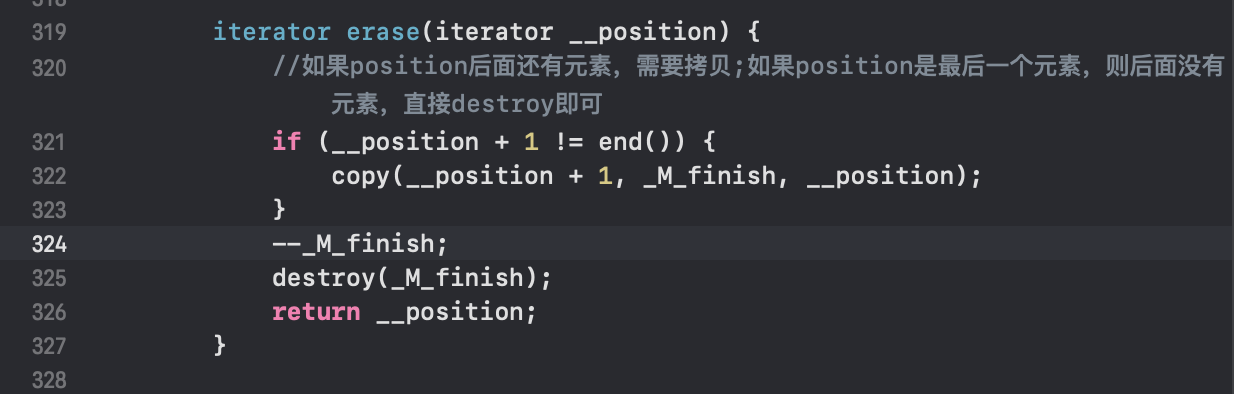 318
319 iterator erase(iterator __position) {
320 //如果position后面还有元素，需要拷贝;如果position是最后一个元素，则后面没有
元素，直接destroy即可
321 if (__position + 1 != end()) {
322 copy(__position + 1, _M_finish, __position);
323 }
324 --_M_finish;
325 destroy(_M_finish);
326 return __position;
327 }
328